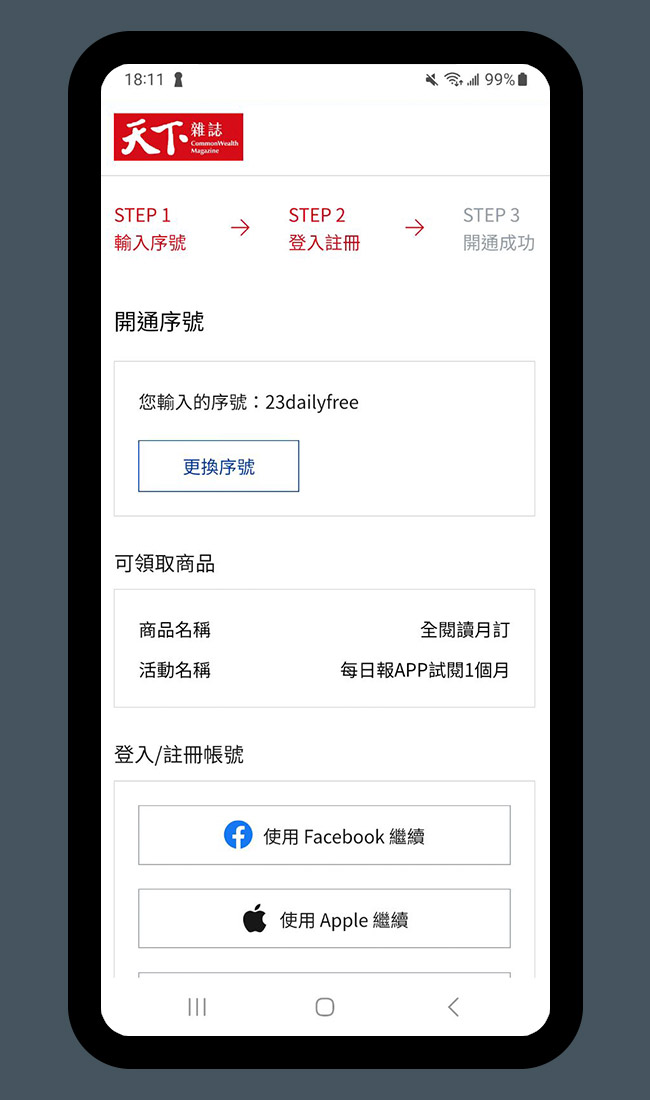 18:11
99%
天下雜誌
CommonWealth
Magazine
STEP 1
STEP 2
STEP 3
輸入序號
登入註冊
開通成功
開通序號
您輸入的序號：23dailyfree
更換序號
可領取商品
商品名稱 全閱讀月訂
活動名稱 每日報APP試閱1個月
登入/註冊帳號
使用 Facebook 繼續
使用 Apple 繼續